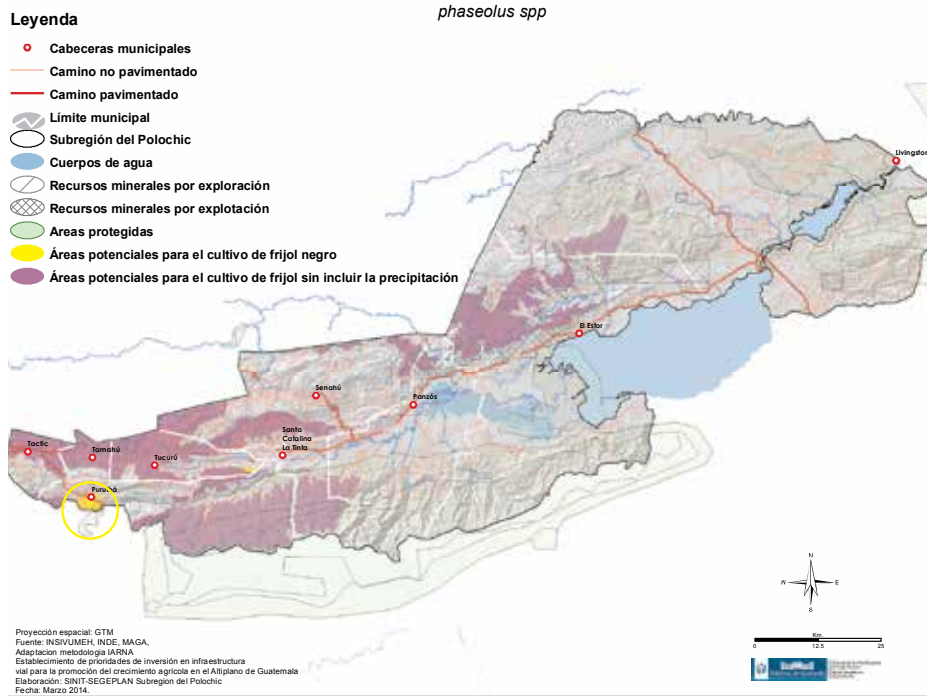 phaseolus spp
Leyenda
Cabeceras municipales
Camino no pavimentado
Camino pavimentado
Límite municipal
Subregión del Polochic
Cuerpos de agua
Recursos minerales por exploración
Recursos minerales por explotación
Areas protegidas
Áreas potenciales para el cultivo de frijol negro
Áreas potenciales para el cultivo de frijol sin incluir la precipitación
Livingston
El Estor
Senahú
Panzós
Santa
Catalina
La Tinta
Tactic
Tamahú
Tucurú
Purulhá
N
W
E
S
Km.
0
12.5
25
Proyección espacial: GTM
Fuente: INSIVUMEH, INDE, MAGA,
Adaptacion metodologia IARNA
Establecimiento de prioridades de inversión en infraestructura
vial para la promoción del crecimiento agrícola en el Altiplano de Guatemala
Elaboración: SINIT-SEGEPLAN Subregion del Polochic
Fecha: Marzo 2014.